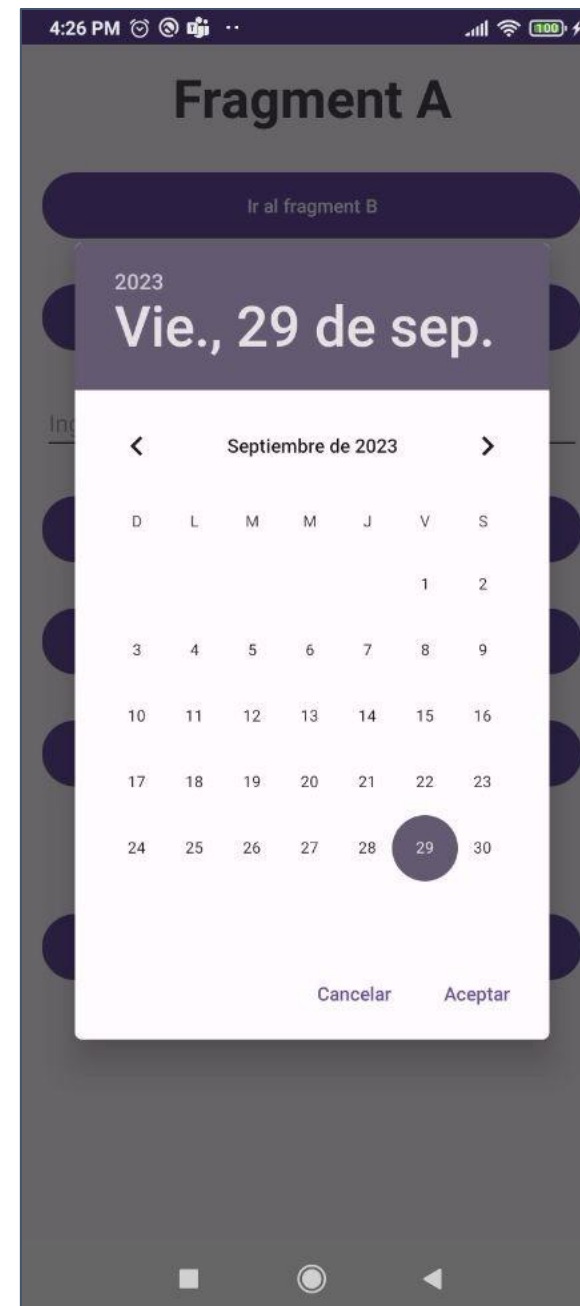 4:26 PM
100
Fragment A
Ir al fragment B
2023
Vie., 29 de sep.
Ing
Septiembre de 2023
D L M M J V S
1 2
3 4 5 6 7 8 9
10 11 12 13 14 15 16
17 18 19 20 21 22 23
24 25 26 27 28 29 30
Cancelar Aceptar